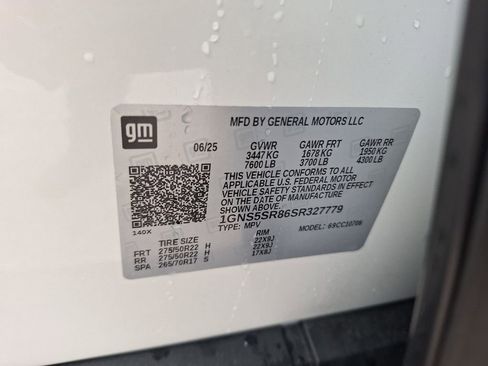 gm
MFD BY GENERAL MOTORS LLC
06/25 GVWR GAWR FRT GAWR RR
3447 KG 1678 KG 1950 KG
7600 LB 3700 LB 4300 LB
THIS VEHICLE CONFORMS TO ALL
APPLICABLE U.S. FEDERAL MOTOR
VEHICLE SAFETY STANDARDS IN EFFECT
ON THE DATE OF MANUFACTURE SHOWN ABOVE.
1GNS5SR86SR327779
TYPE: MPV MODEL: 69CC10706
140X
TIRE SIZE RIM
FRT 275/50R22 H 22X9J
RR 275/50R22 H 22X9J
SPA 265/70R17 S 17X8J